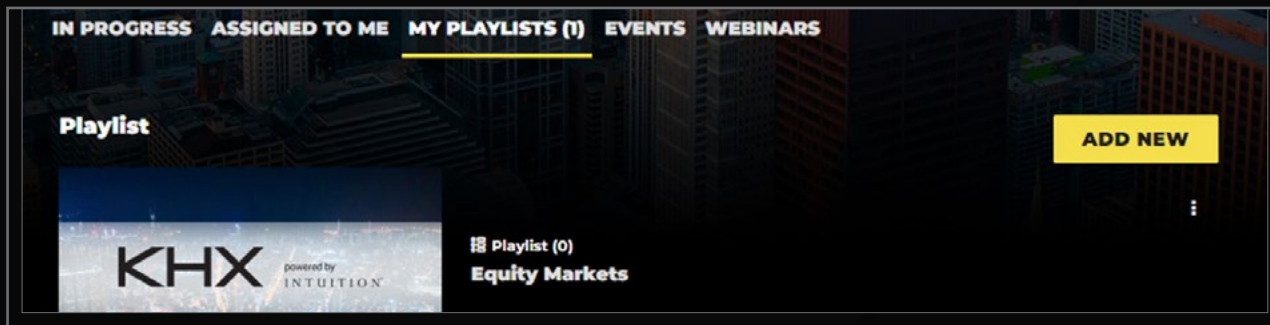 IN PROGRESS ASSIGNED TO ME MY PLAYLISTS (1) EVENTS WEBINARS
Playlist
ADD NEW
KHX powered by INTUITION
Playlist (0)
Equity Markets